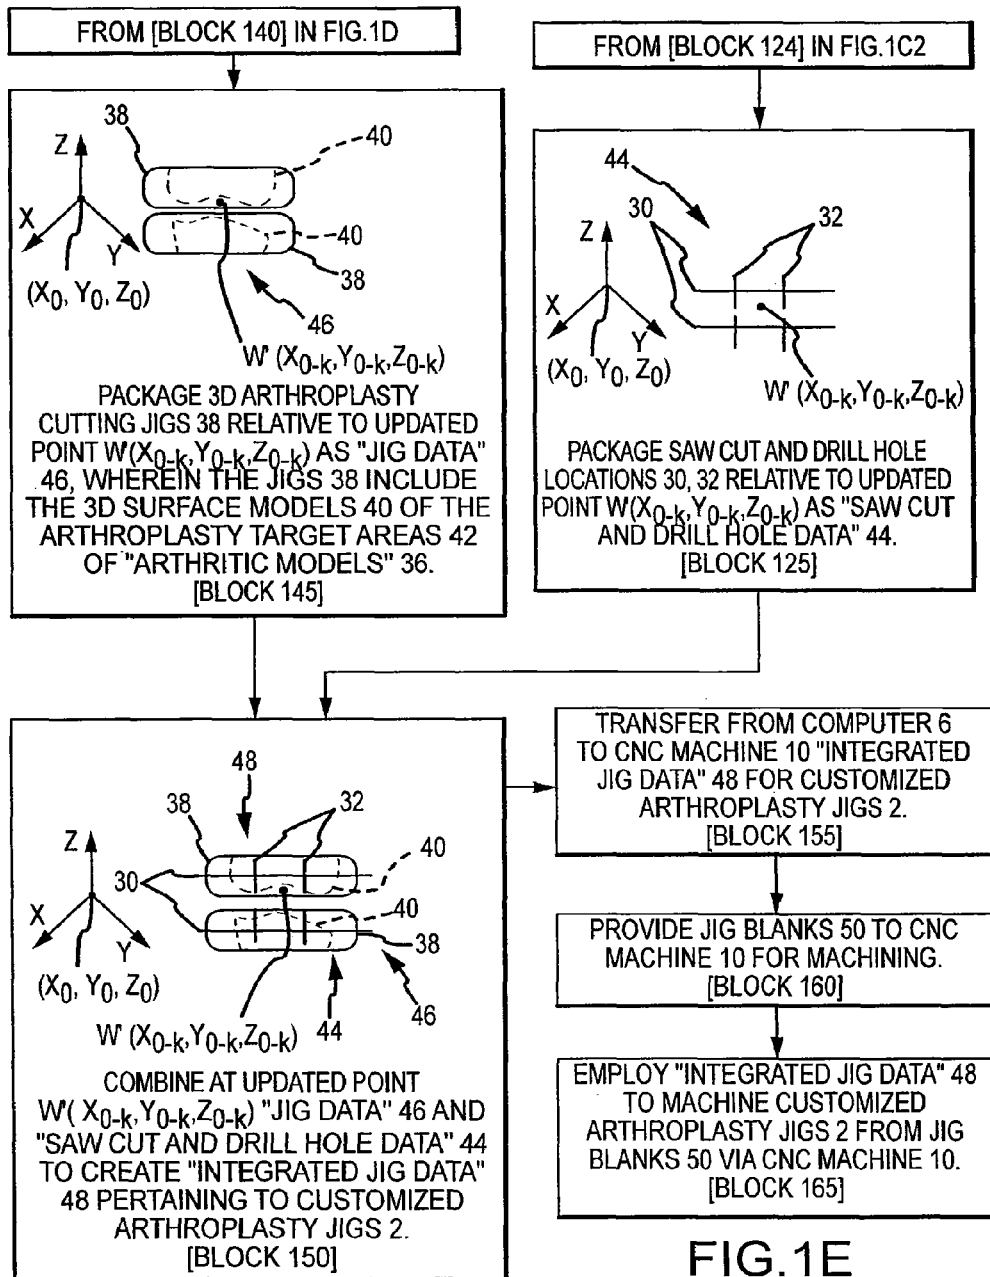 FROM [BLOCK 140] IN FIG.1D
38
40
Z
X
Y
40
38
(X0, Y0, Z0)
46
W' (X0-k,Y0-k,Z0-k)
PACKAGE 3D ARTHROPLASTY
CUTTING JIGS 38 RELATIVE TO UPDATED
POINT W'(X0-k,Y0-k,Z0-k) AS "JIG DATA"
46, WHEREIN THE JIGS 38 INCLUDE
THE 3D SURFACE MODELS 40 OF THE
ARTHROPLASTY TARGET AREAS 42
OF "ARTHRITIC MODELS" 36.
[BLOCK 145]
FROM [BLOCK 124] IN FIG.1C2
44
30
32
Z
X
Y
(X0, Y0, Z0)
W' (X0-k,Y0-k,Z0-k)
PACKAGE SAW CUT AND DRILL HOLE
LOCATIONS 30, 32 RELATIVE TO UPDATED
POINT W'(X0-k,Y0-k,Z0-k) AS "SAW CUT
AND DRILL HOLE DATA" 44.
[BLOCK 125]
48
38
32
Z
40
30
40
X
Y
38
(X0, Y0, Z0)
W' (X0-k,Y0-k,Z0-k)
44
46
COMBINE AT UPDATED POINT
W'( X0-k,Y0-k,Z0-k) "JIG DATA" 46 AND
"SAW CUT AND DRILL HOLE DATA" 44
TO CREATE "INTEGRATED JIG DATA"
48 PERTAINING TO CUSTOMIZED
ARTHROPLASTY JIGS 2.
[BLOCK 150]
TRANSFER FROM COMPUTER 6
TO CNC MACHINE 10 "INTEGRATED
JIG DATA" 48 FOR CUSTOMIZED
ARTHROPLASTY JIGS 2.
[BLOCK 155]
PROVIDE JIG BLANKS 50 TO CNC
MACHINE 10 FOR MACHINING.
[BLOCK 160]
EMPLOY "INTEGRATED JIG DATA" 48
TO MACHINE CUSTOMIZED
ARTHROPLASTY JIGS 2 FROM JIG
BLANKS 50 VIA CNC MACHINE 10.
[BLOCK 165]
FIG.1E